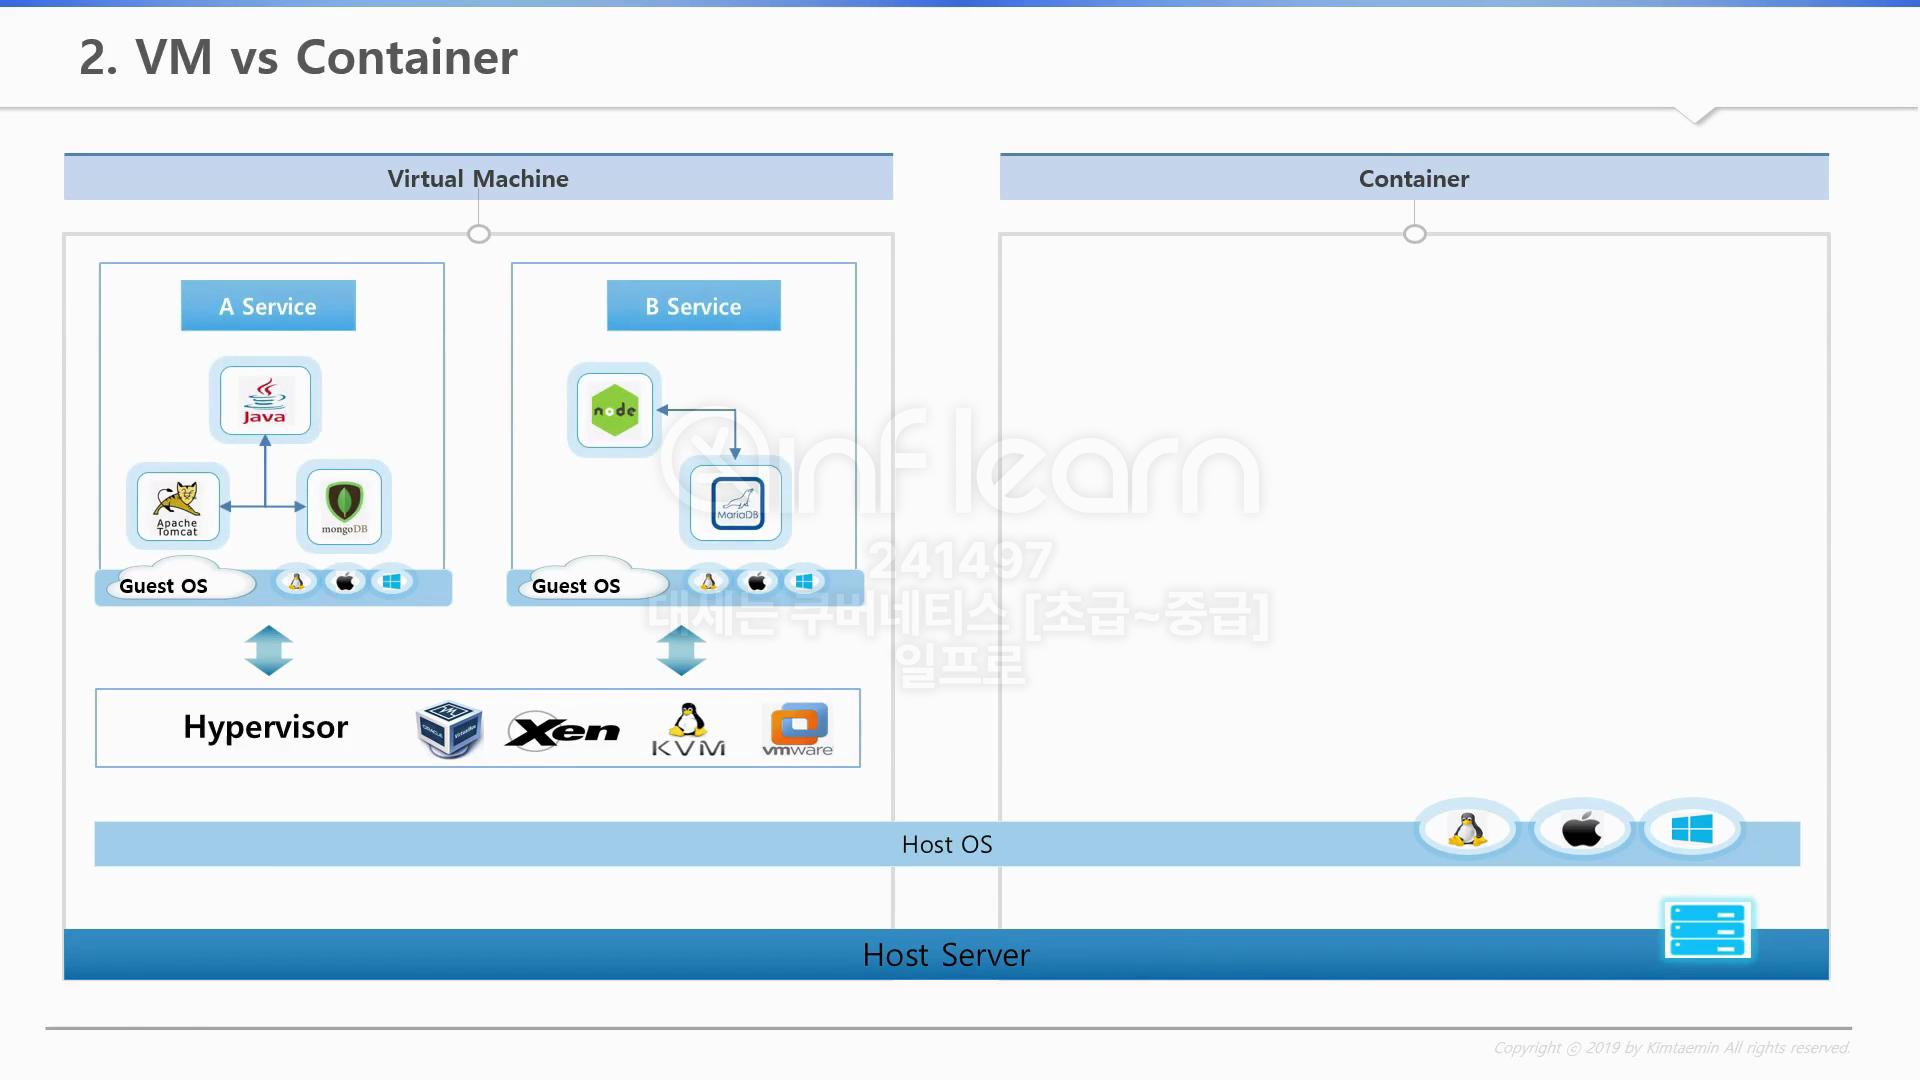 2. VM vs Container
Virtual Machine
Container
A Service
B Service
Java
node
Apache
Tomcat
mongoDB
MariaDB
Guest OS
Guest OS
inflearn
241497
대세는 쿠버네티스 [초급~중급]
일프로
Hypervisor
ORACLE
VirtualBox
Xen
KVM
vmware
Host OS
Host Server
Copyright ⓒ 2019 by Kimtaemin All rights reserved.